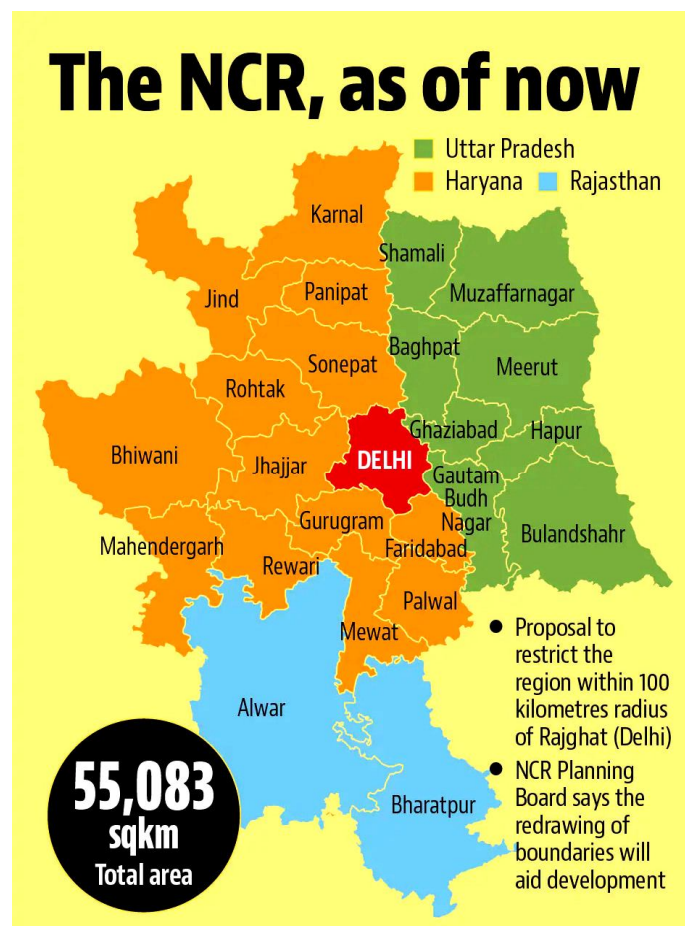 The NCR, as of now
Uttar Pradesh
Haryana
Rajasthan
Karnal
Shamali
Jind
Panipat
Muzaffarnagar
Sonepat
Baghpat
Meerut
Rohtak
Ghaziabad
Hapur
Bhiwani
Jhajjar
DELHI
Gautam
Budh
Nagar
Gurugram
Bulandshahr
Mahendergarh
Faridabad
Rewari
Palwal
Mewat
Alwar
Bharatpur
● Proposal to
restrict the
region within 100
kilometres radius
of Rajghat (Delhi)
● NCR Planning
Board says the
redrawing of
boundaries will
aid development
55,083
sqkm
Total area